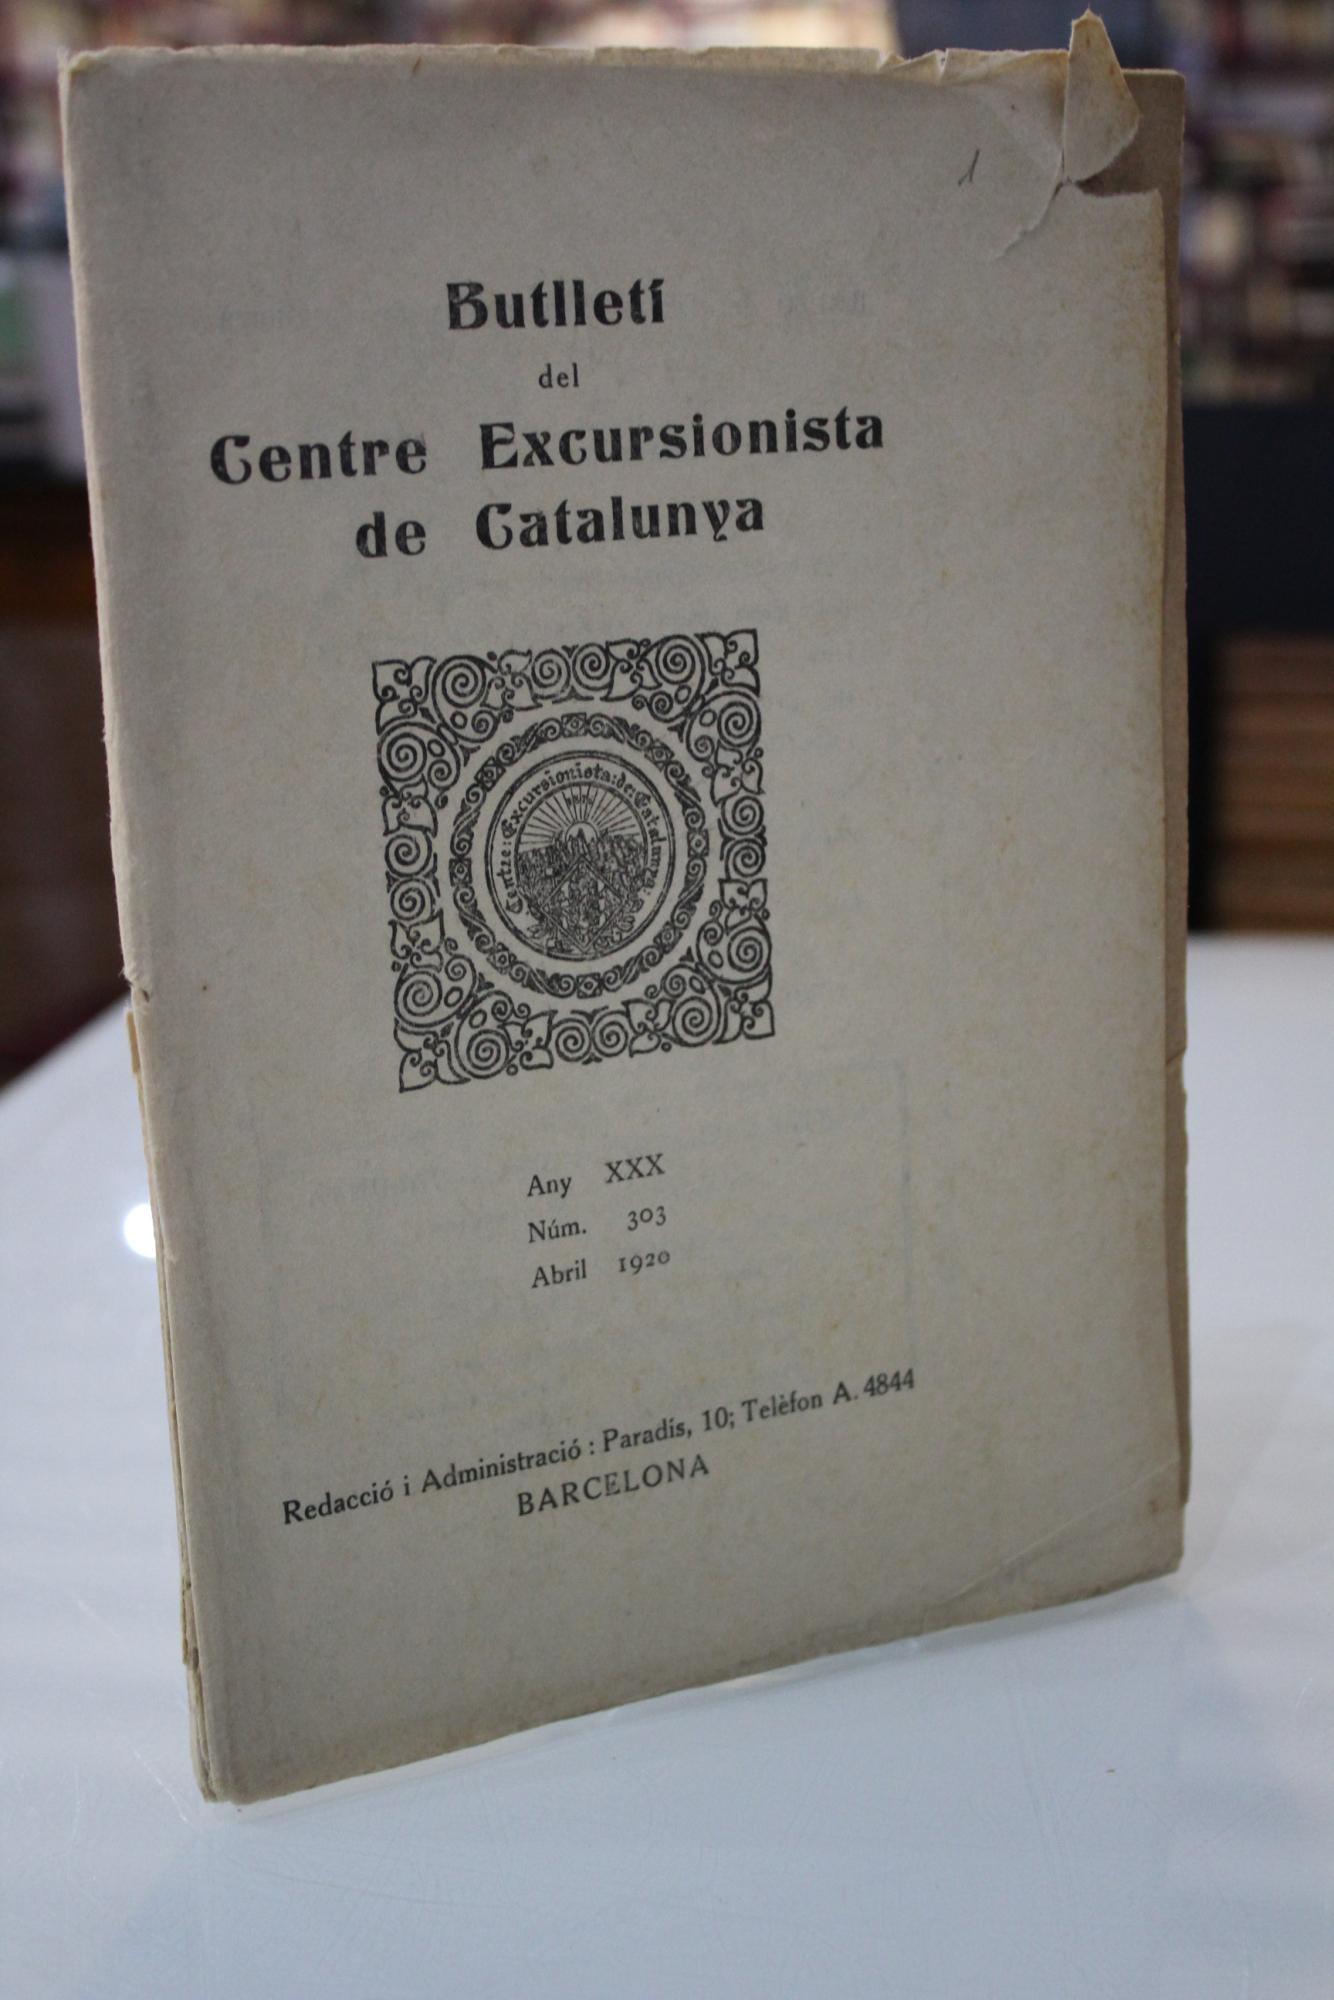 1
Butlletí
del
Centre Excursionista
de Catalunya
Centre:Excursionista:de:Catalunya:
Any XXX
Núm. 303
Abril 1920
Redacció i Administració : Paradís, 10; Telèfon A. 4844
BARCELONA